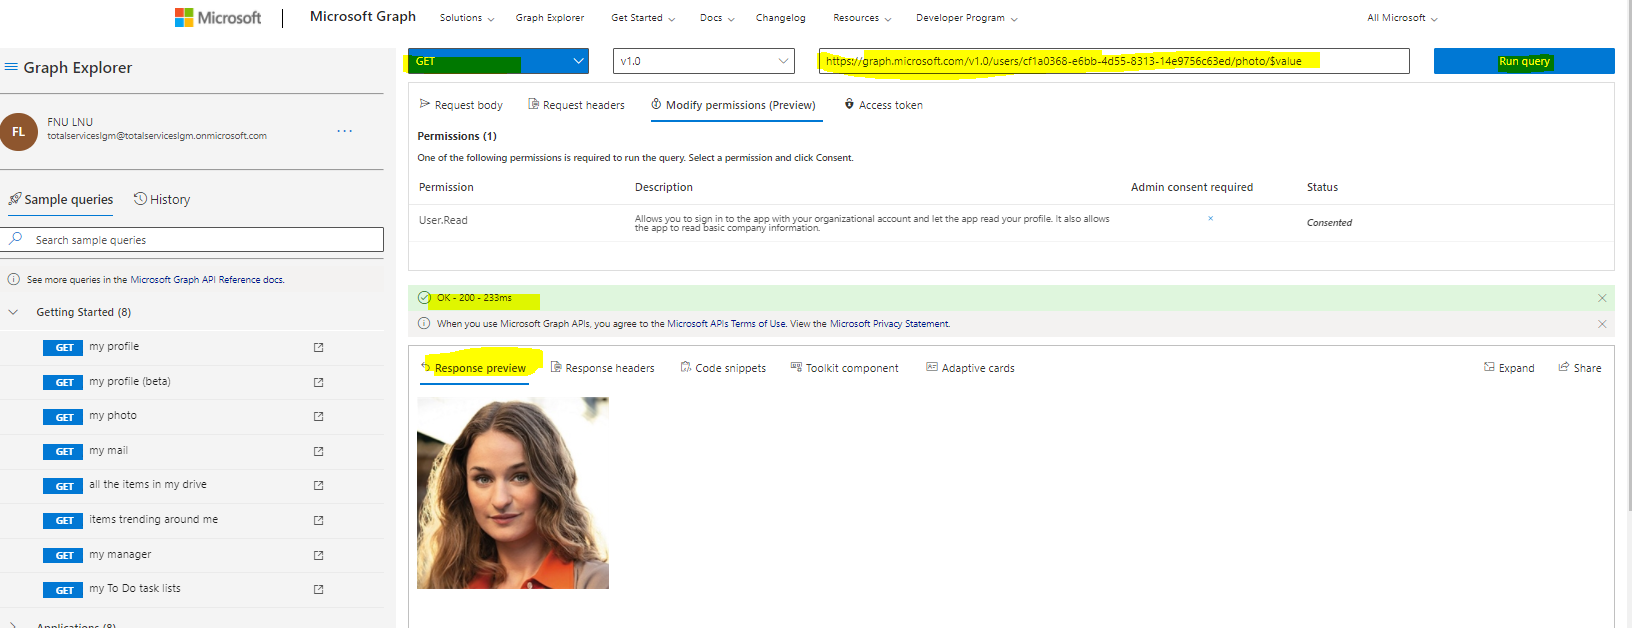 Microsoft
Microsoft Graph
Solutions
Graph Explorer
Get Started
Docs
Changelog
Resources
Developer Program
All Microsoft
Graph Explorer
GET
v1.0
https://graph.microsoft.com/v1.0/users/cf1a0368-e6bb-4d55-8313-14e9756c63ed/photo/$value
Run query
FL
FNU LNU
totalserviceslgm@totalserviceslgm.onmicrosoft.com
...
Request body
Request headers
Modify permissions (Preview)
Access token
Permissions (1)
One of the following permissions is required to run the query. Select a permission and click Consent.
Permission
Description
Admin consent required
Status
User.Read
Allows you to sign in to the app with your organizational account and let the app read your profile. It also allows
the app to read basic company information.
Consented
Sample queries
History
Search sample queries
See more queries in the Microsoft Graph API Reference docs.
Getting Started (8)
GET my profile
GET my profile (beta)
GET my photo
GET my mail
GET all the items in my drive
GET items trending around me
GET my manager
GET my To Do task lists
Applications (8)
OK - 200 - 233ms
When you use Microsoft Graph APIs, you agree to the Microsoft APIs Terms of Use. View the Microsoft Privacy Statement.
Response preview
Response headers
Code snippets
Toolkit component
Adaptive cards
Expand
Share